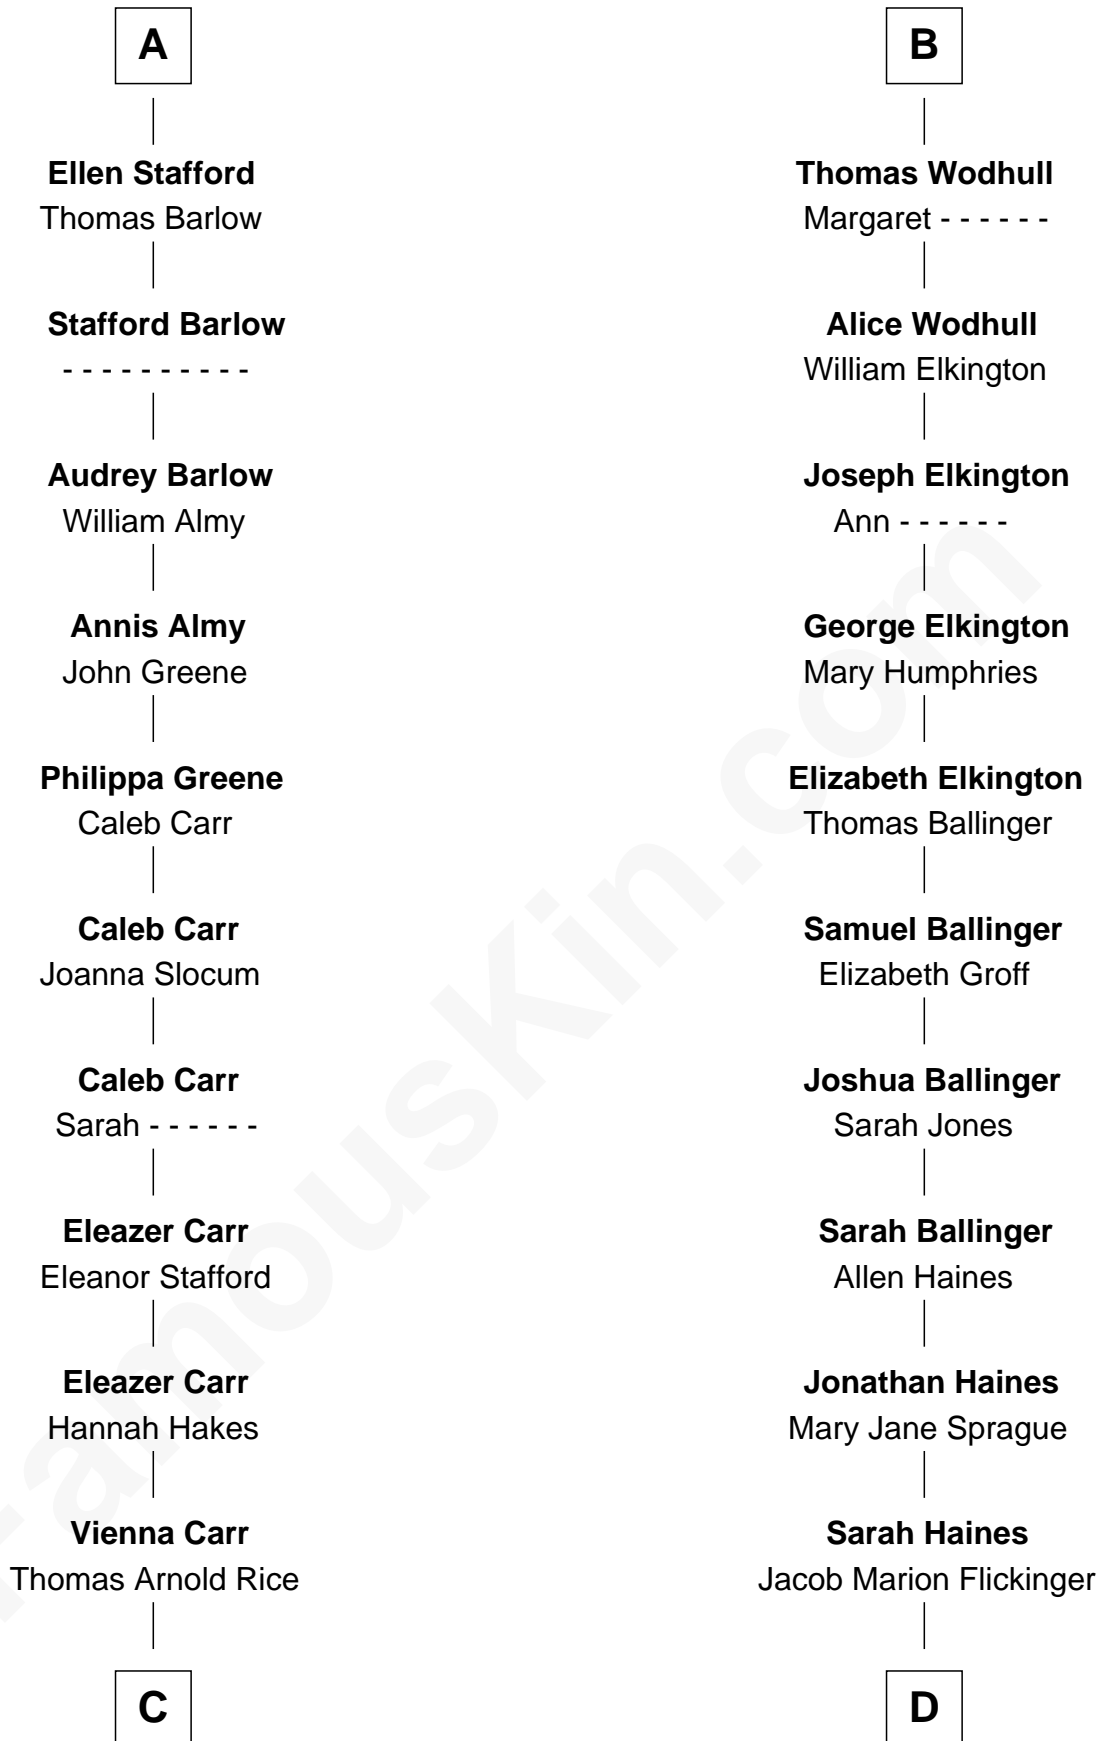 A
Ellen Stafford
Thomas Barlow
Stafford Barlow
- - - - - - - - - -
Audrey Barlow
William Almy
Annis Almy
John Greene
Philippa Greene
Caleb Carr
Caleb Carr
Joanna Slocum
Caleb Carr
Sarah - - - - - -
Eleazer Carr
Eleanor Stafford
Eleazer Carr
Hannah Hakes
Vienna Carr
Thomas Arnold Rice
C
B
Thomas Wodhull
Margaret - - - - - -
Alice Wodhull
William Elkington
Joseph Elkington
Ann - - - - - -
George Elkington
Mary Humphries
Elizabeth Elkington
Thomas Ballinger
Samuel Ballinger
Elizabeth Groff
Joshua Ballinger
Sarah Jones
Sarah Ballinger
Allen Haines
Jonathan Haines
Mary Jane Sprague
Sarah Haines
Jacob Marion Flickinger
D
FamousKin.com